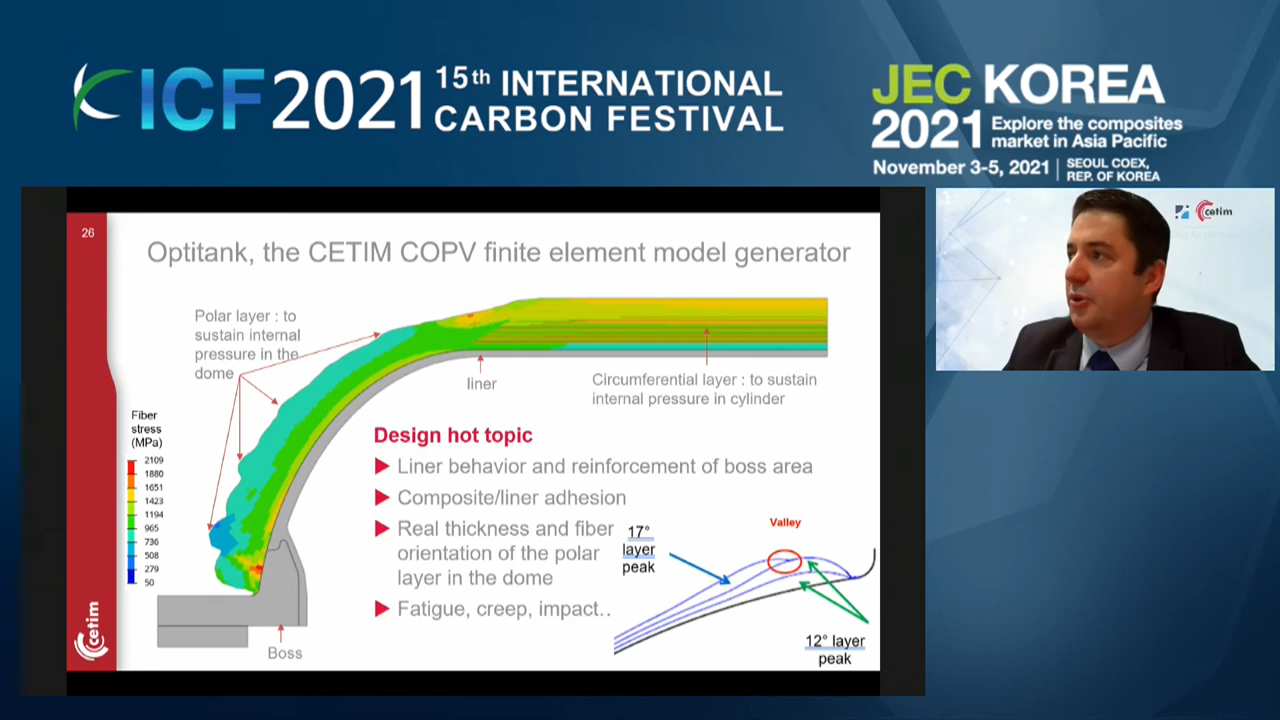 ICF 2021 15th INTERNATIONAL
CARBON FESTIVAL
JEC KOREA
2021 Explore the composites
market in Asia Pacific
November 3-5, 2021 | SEOUL COEX,
REP. OF KOREA
26
Optitank, the CETIM COPV finite element model generator
Polar layer : to
sustain internal
pressure in the
dome
liner
Circumferential layer : to sustain
internal pressure in cylinder
Fiber
stress
(MPa)
2109
1880
1651
1423
1194
965
736
508
279
50
Design hot topic
Liner behavior and reinforcement of boss area
Composite/liner adhesion
Real thickness and fiber
orientation of the polar
layer in the dome
Fatigue, creep, impact..
Valley
17°
layer
peak
12° layer
peak
Boss
cetim
cetim